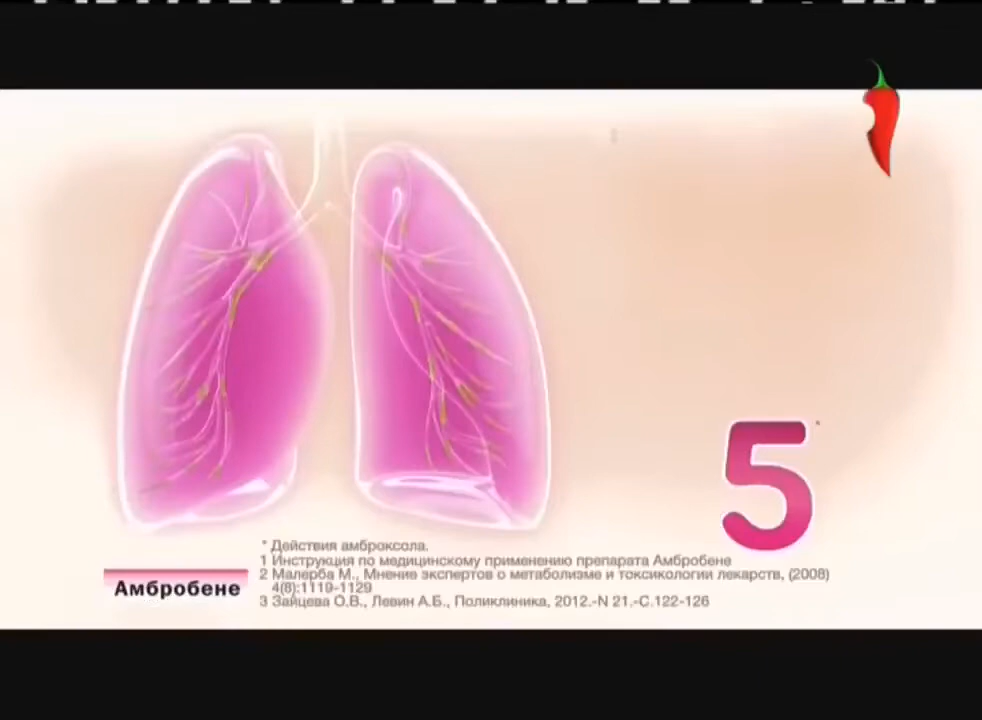 5*
* Действия амброксола.
1 Инструкция по медицинскому применению препарата Амбробене
2 Малерба М., Мнение экспертов о метаболизме и токсикологии лекарств, (2008)
4(8):1119-1129
3 Зайцева О.В., Левин А.Б., Поликлиника, 2012.-N 21.-С.122-126
Амбробене